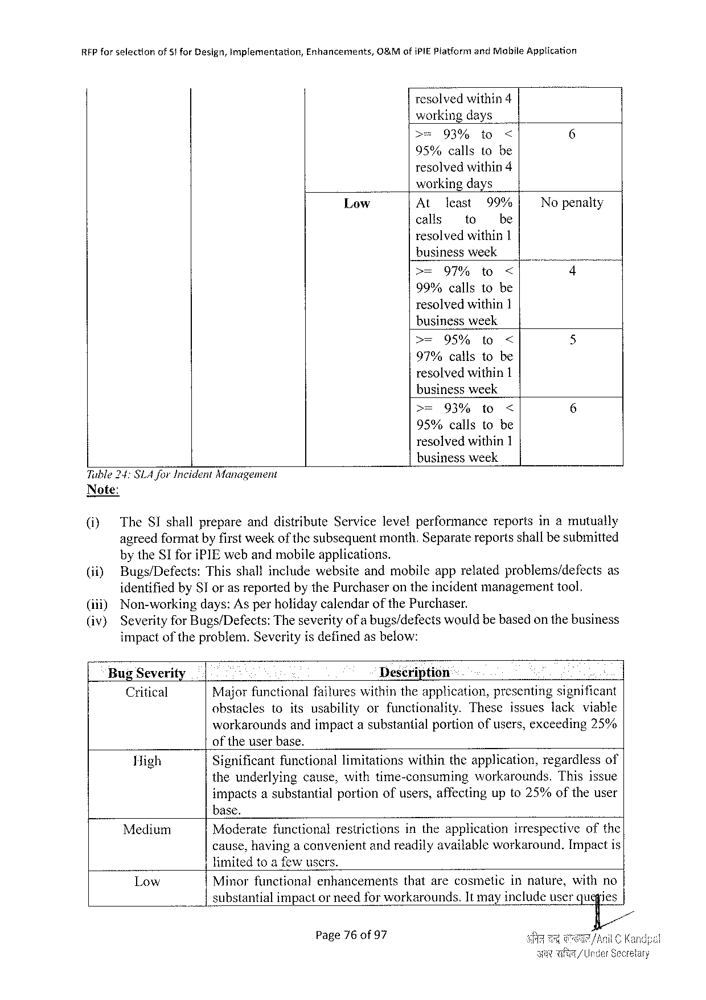 RFP for selection of SI for Design, Implementation, Enhancements, O&M of iPIE Platform and Mobile Application
resolved within 4
working days
>= 93% to <
6
95% calls to be
resolved within 4
working days
Low
At least 99%
No penalty
calls to be
resolved within 1
business week
>= 97% to <
4
99% calls to be
resolved within 1
business week
>= 95% to <
5
97% calls to be
resolved within 1
business week
>= 93% to <
6
95% calls to be
resolved within 1
business week
Table 24: SLA for Incident Management
Note:
(i) The SI shall prepare and distribute Service level performance reports in a mutually
agreed format by first week of the subsequent month. Separate reports shall be submitted
by the SI for iPIE web and mobile applications.
(ii) Bugs/Defects: This shall include website and mobile app related problems/defects as
identified by SI or as reported by the Purchaser on the incident management tool.
(iii) Non-working days: As per holiday calendar of the Purchaser.
(iv) Severity for Bugs/Defects: The severity of a bugs/defects would be based on the business
impact of the problem. Severity is defined as below:
Bug Severity
Description
Critical
Major functional failures within the application, presenting significant
obstacles to its usability or functionality. These issues lack viable
workarounds and impact a substantial portion of users, exceeding 25%
of the user base.
High
Significant functional limitations within the application, regardless of
the underlying cause, with time-consuming workarounds. This issue
impacts a substantial portion of users, affecting up to 25% of the user
base.
Medium
Moderate functional restrictions in the application irrespective of the
cause, having a convenient and readily available workaround. Impact is
limited to a few users.
Low
Minor functional enhancements that are cosmetic in nature, with no
substantial impact or need for workarounds. It may include user queries
Page 76 of 97
अनिल चन्द्र काण्डपाल/Anil C Kandpal
अवर सचिव/Under Secretary